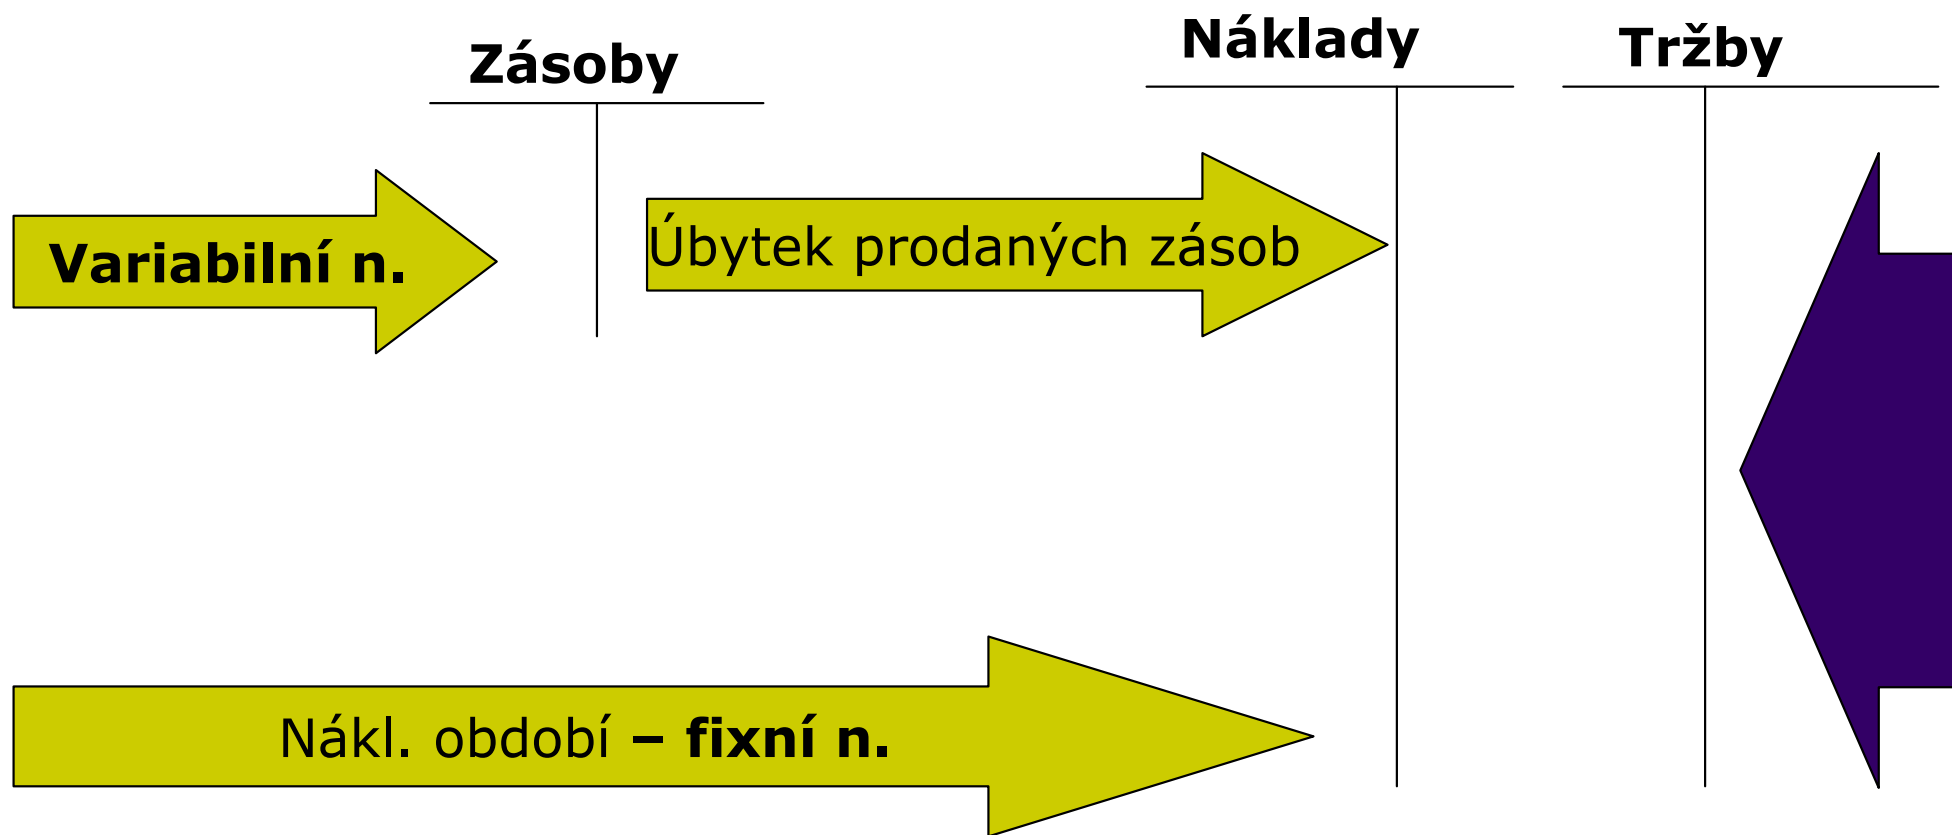 Zásoby
Náklady
Tržby
Variabilní n.
Úbytek prodaných zásob
Nákl. období – fixní n.